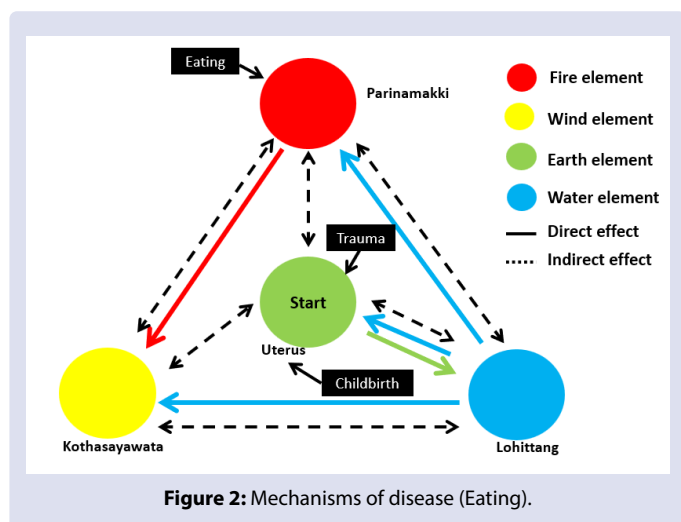 Eating
Parinamakki
Fire element
Wind element
Earth element
Water element
Direct effect
Indirect effect
Trauma
Start
Uterus
Childbirth
Kothasayawata
Lohittang
Figure 2: Mechanisms of disease (Eating).